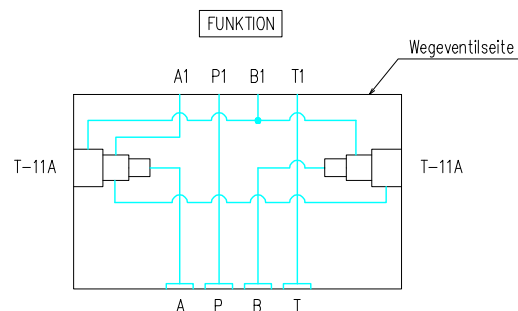 FUNKTION
Wegeventilseite
A1 P1 B1 T1
T-11A T-11A
A P B T